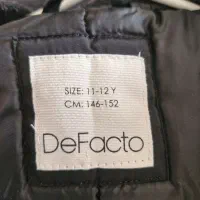 SIZE: 11-12 Y
CM: 146-152
DeFacto